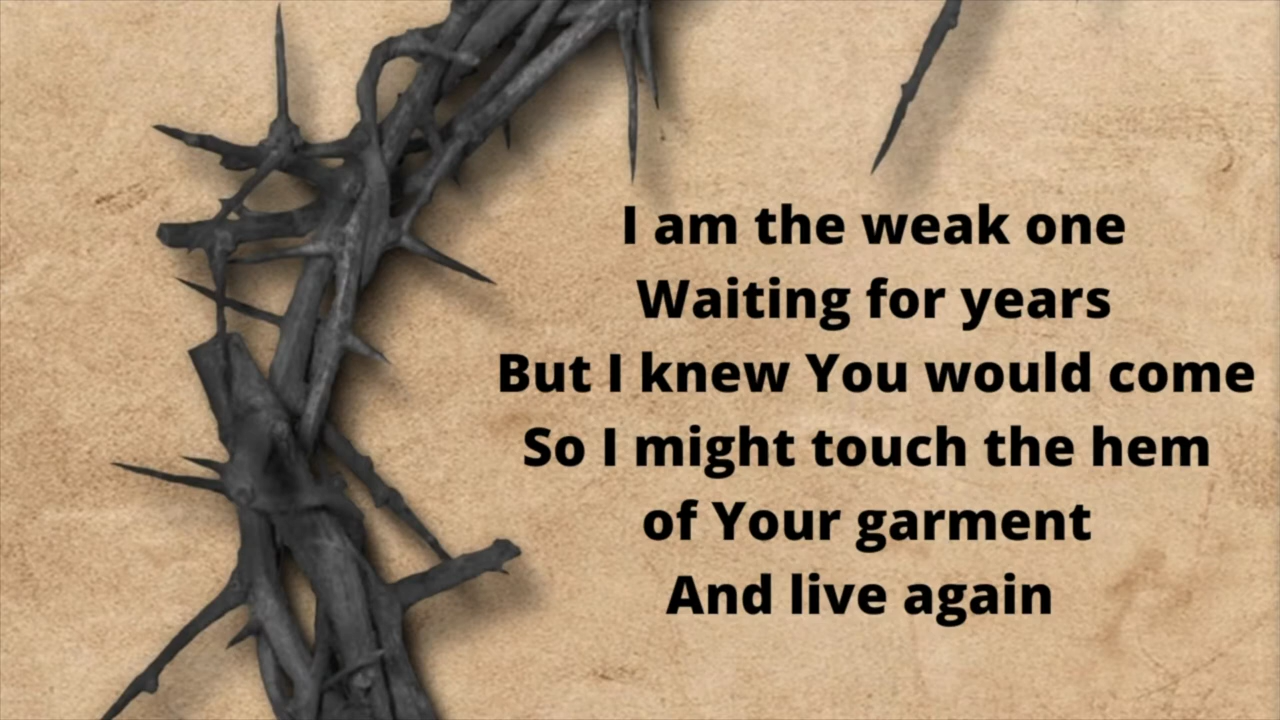 I am the weak one
Waiting for years
But I knew You would come
So I might touch the hem
of Your garment
And live again